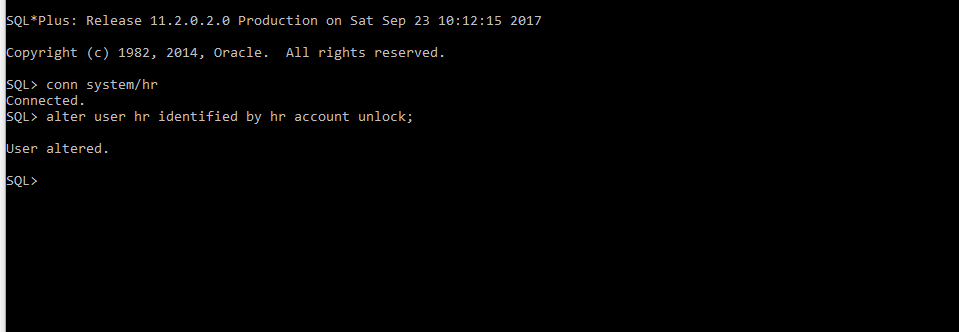 SQL*Plus: Release 11.2.0.2.0 Production on Sat Sep 23 10:12:15 2017
Copyright (c) 1982, 2014, Oracle.  All rights reserved.
SQL> conn system/hr
Connected.
SQL> alter user hr identified by hr account unlock;
User altered.
SQL>